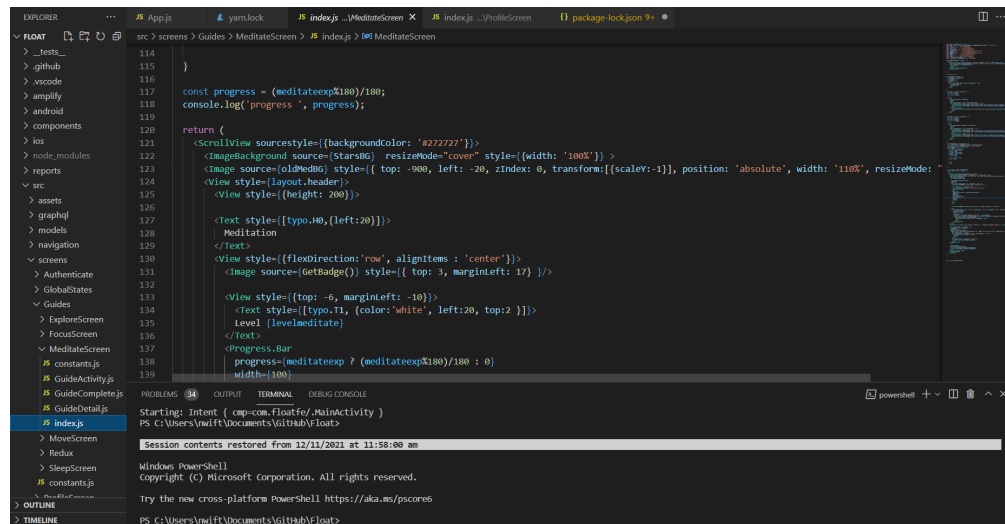 EXPLORER
FLOAT
_tests_
.github
.vscode
amplify
android
components
ios
node_modules
reports
src
assets
graphql
models
navigation
screens
Authenticate
GlobalStates
Guides
ExploreScreen
FocusScreen
MeditateScreen
JS constants.js
JS GuideActivity.js
JS GuideComplete.js
JS GuideDetail.js
JS index.js
MoveScreen
Redux
SleepScreen
JS constants.js
ProfileScreen
OUTLINE
TIMELINE
JS App.js yarn.lock JS index.js ...\MeditateScreen JS index.js ...\ProfileScreen {} package-lock.json 9+
src > screens > Guides > MeditateScreen > JS index.js > MeditateScreen
114
115 }
116
117 const progress = (meditateexp%180)/180;
118 console.log('progress ', progress);
119
120 return (
121 <ScrollView sourcestyle={{backgroundColor: '#272727'}}>
122 <ImageBackground source={StarsBG}  resizeMode="cover" style={{width: '100%'}} >
123 <Image source={oldMedBG} style={{ top: -900, left: -20, zIndex: 0, transform:[{scaleY:-1}], position: 'absolute', width: '110%', resizeMode: "
124 <View style={layout.header}>
125 <View style={{height: 200}}>
126
127 <Text style={[typo.H0,{left:20}]}>
128 Meditation
129 </Text>
130 <View style={{flexDirection:'row', alignItems : 'center'}}>
131 <Image source={GetBadge()} style={{ top: 3, marginLeft: 17} }/>
132
133 <View style={{top: -6, marginLeft: -10}}>
134 <Text style={[typo.T1, {color:'white', left:20, top:2 }]}>
135 Level {levelmeditate}
136 </Text>
137 <Progress.Bar
138 progress={meditateexp ? (meditateexp%180)/180 : 0}
139 width={100}
PROBLEMS 34 OUTPUT TERMINAL DEBUG CONSOLE powershell
Starting: Intent { cmp=com.floatfe/.MainActivity }
PS C:\Users\nwift\Documents\GitHub\Float>
Session contents restored from 12/11/2021 at 11:58:00 am
Windows PowerShell
Copyright (C) Microsoft Corporation. All rights reserved.
Try the new cross-platform PowerShell https://aka.ms/pscore6
PS C:\Users\nwift\Documents\GitHub\Float>